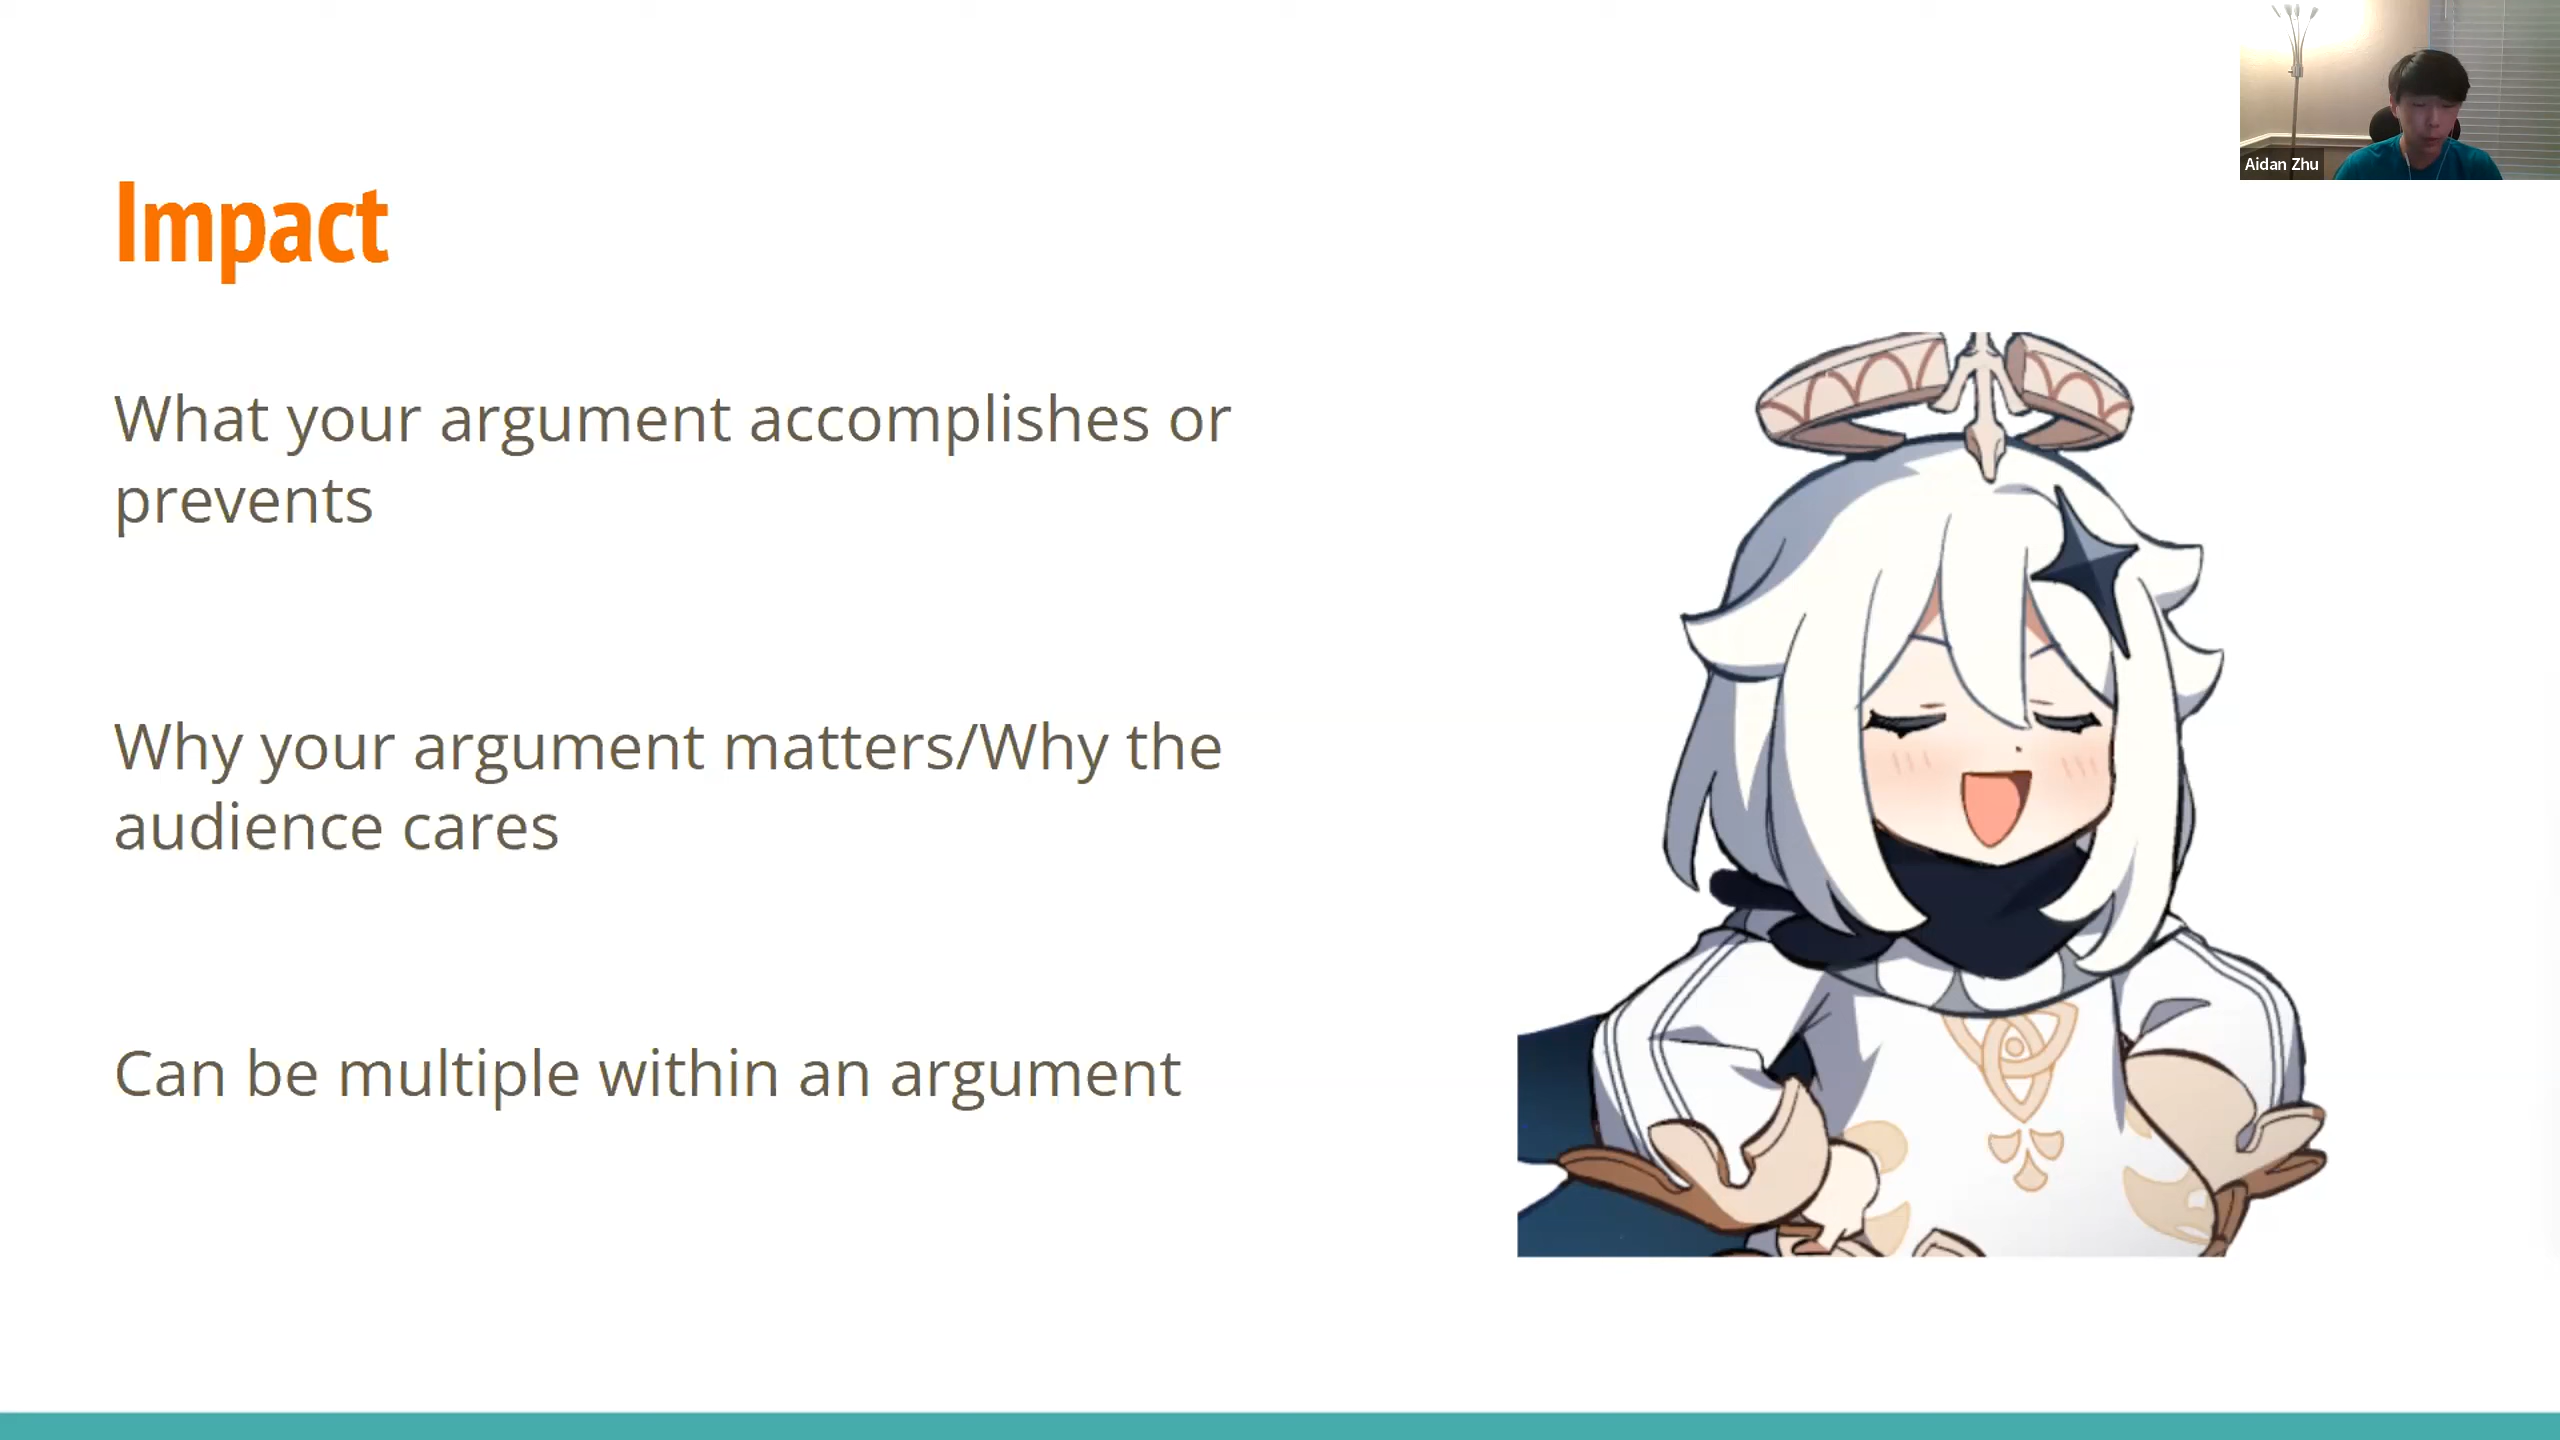 Aidan Zhu
Impact
What your argument accomplishes or
prevents
Why your argument matters/Why the
audience cares
Can be multiple within an argument